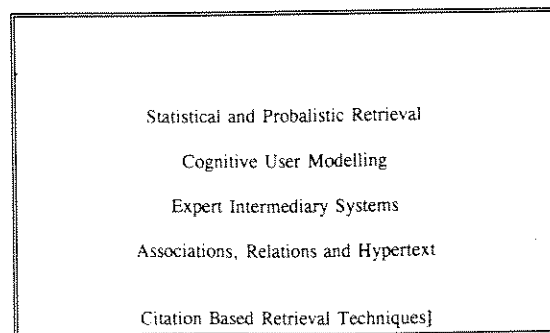 Statistical and Probalistic Retrieval
Cognitive User Modelling
Expert Intermediary Systems
Associations, Relations and Hypertext
Citation Based Retrieval Techniques]